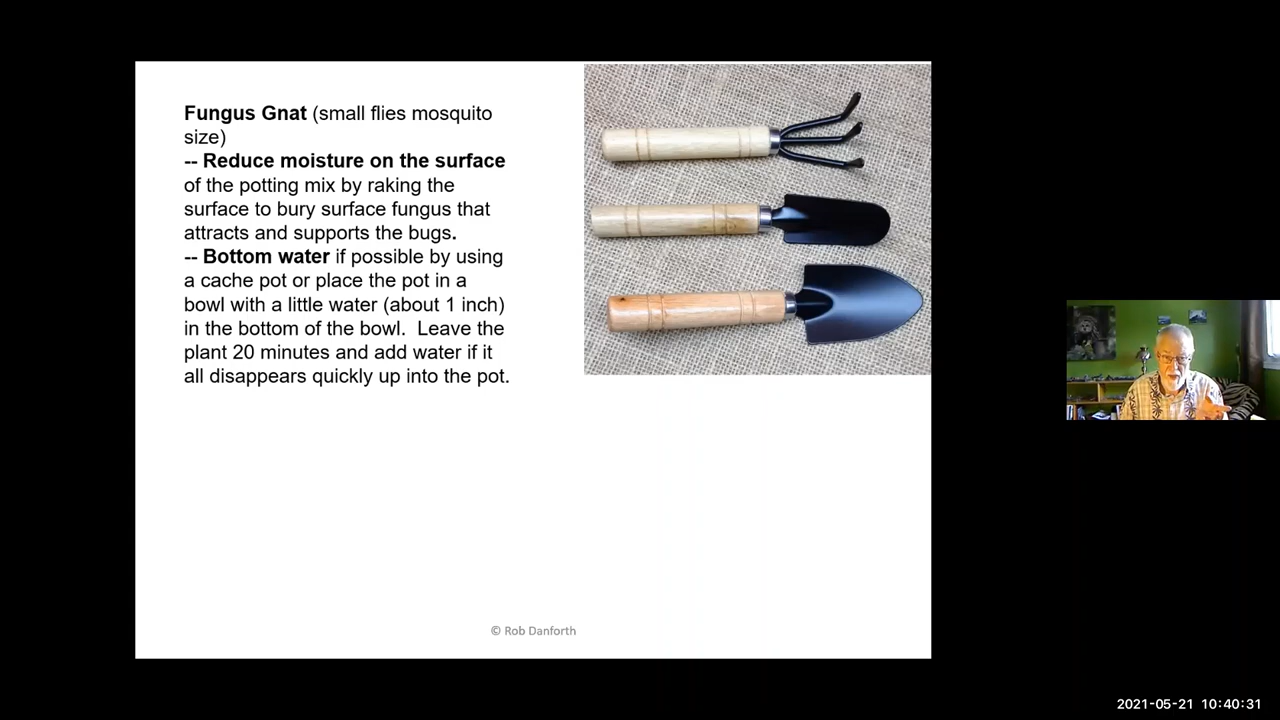 Fungus Gnat (small flies mosquito
size)
-- Reduce moisture on the surface
of the potting mix by raking the
surface to bury surface fungus that
attracts and supports the bugs.
-- Bottom water if possible by using
a cache pot or place the pot in a
bowl with a little water (about 1 inch)
in the bottom of the bowl.  Leave the
plant 20 minutes and add water if it
all disappears quickly up into the pot.
© Rob Danforth
2021-05-21 10:40:31